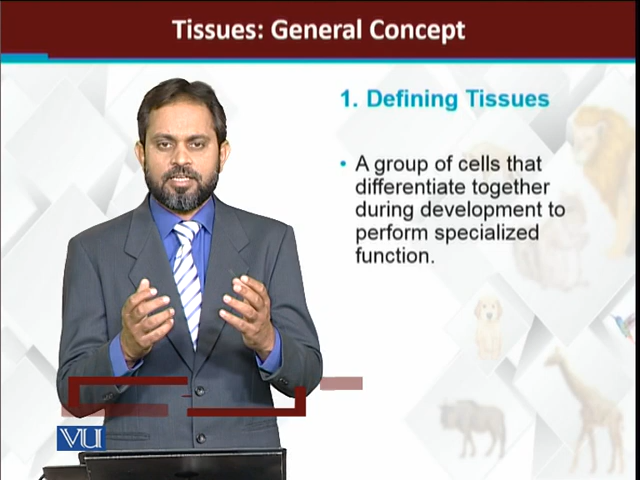 Tissues: General Concept
1. Defining Tissues
• A group of cells that
differentiate together
during development to
perform specialized
function.
VU